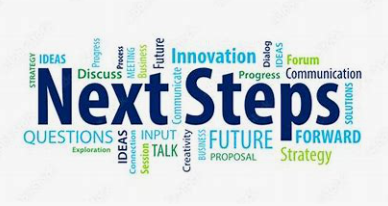 STRATEGY
IDEAS
Progress
Process
MEETING
Business
Future
Innovation
Dialog
IDEAS
Forum
Discuss
Communicate
Progress
Communication
Next Steps
SOLUTIONS
QUESTIONS
IDEAS
Connection
INPUT
Session
TALK
Creativity
BUSINESS
FUTURE
FORWARD
Exploration
PROPOSAL
Strategy